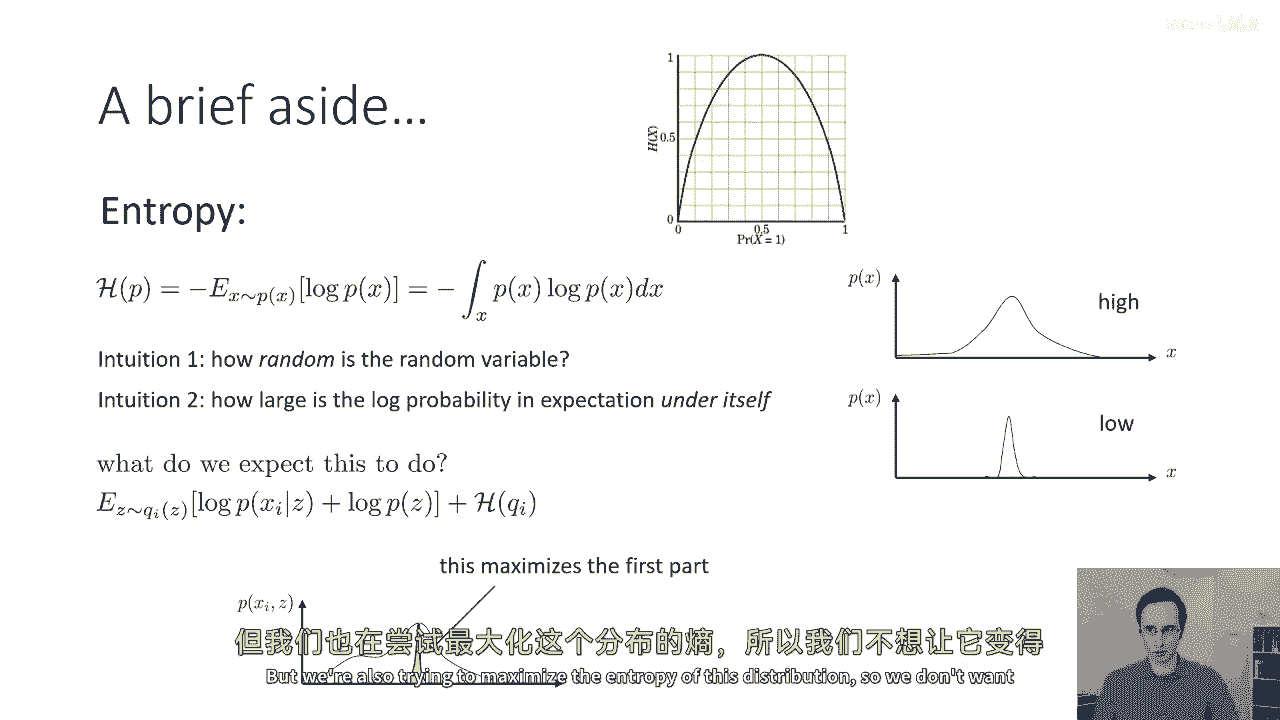 A brief aside...
1
H(X)
0.5
0
0
0.5
1
Pr(X = 1)
Entropy:
H(p) = −E_{x∼p(x)}[log p(x)] = − ∫_x p(x) log p(x)dx
p(x)
high
x
Intuition 1: how random is the random variable?
Intuition 2: how large is the log probability in expectation under itself
p(x)
low
x
what do we expect this to do?
E_{z∼q_i(z)}[log p(x_i|z) + log p(z)] + H(q_i)
this maximizes the first part
p(x_i, z)
但我们也在尝试最大化这个分布的熵，所以我们不想让它变得
But we're also trying to maximize the entropy of this distribution, so we don't want